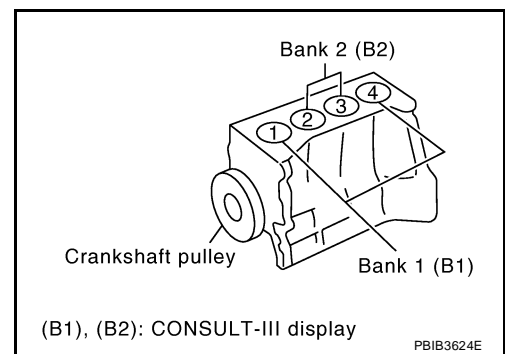 Bank 2 (B2)
1
2
3
4
Crankshaft pulley
Bank 1 (B1)
(B1), (B2): CONSULT-III display
PBIB3624E